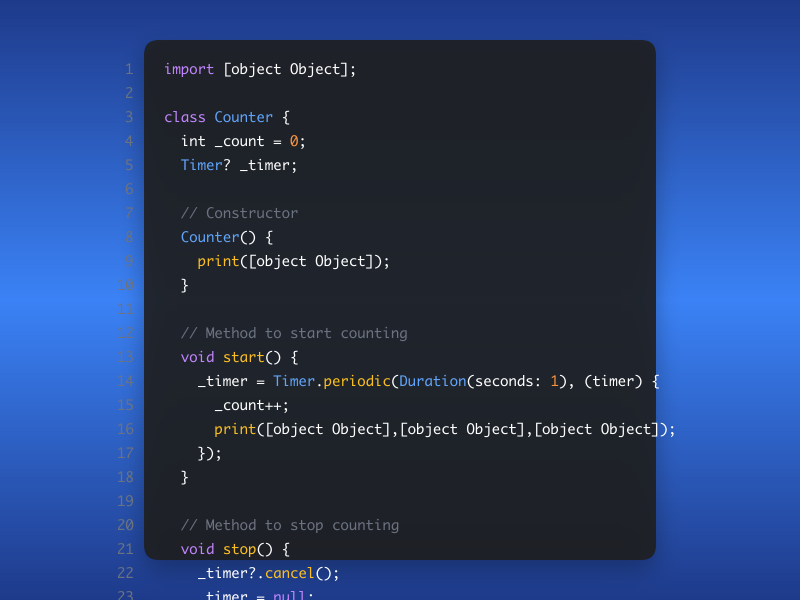 1 import [object Object];
2
3 class Counter {
4 int _count = 0;
5 Timer? _timer;
6
7 // Constructor
8 Counter() {
9 print([object Object]);
10 }
11
12 // Method to start counting
13 void start() {
14 _timer = Timer.periodic(Duration(seconds: 1), (timer) {
15 _count++;
16 print([object Object],[object Object],[object Object]);
17 });
18 }
19
20 // Method to stop counting
21 void stop() {
22 _timer?.cancel();
23 _timer = null;